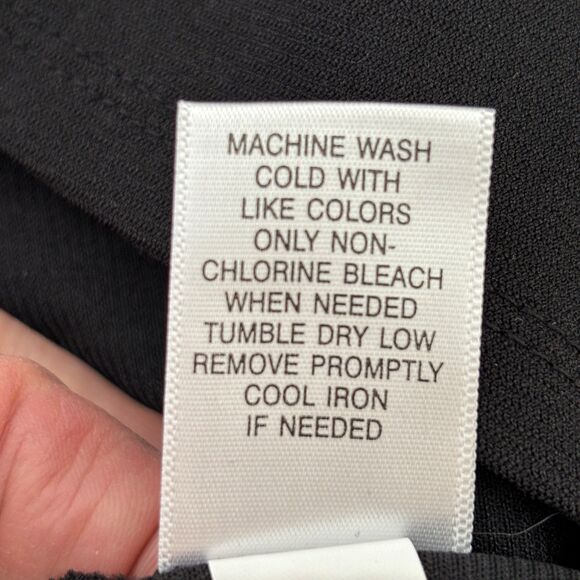 MACHINE WASH
COLD WITH
LIKE COLORS
ONLY NON-
CHLORINE BLEACH
WHEN NEEDED
TUMBLE DRY LOW
REMOVE PROMPTLY
COOL IRON
IF NEEDED